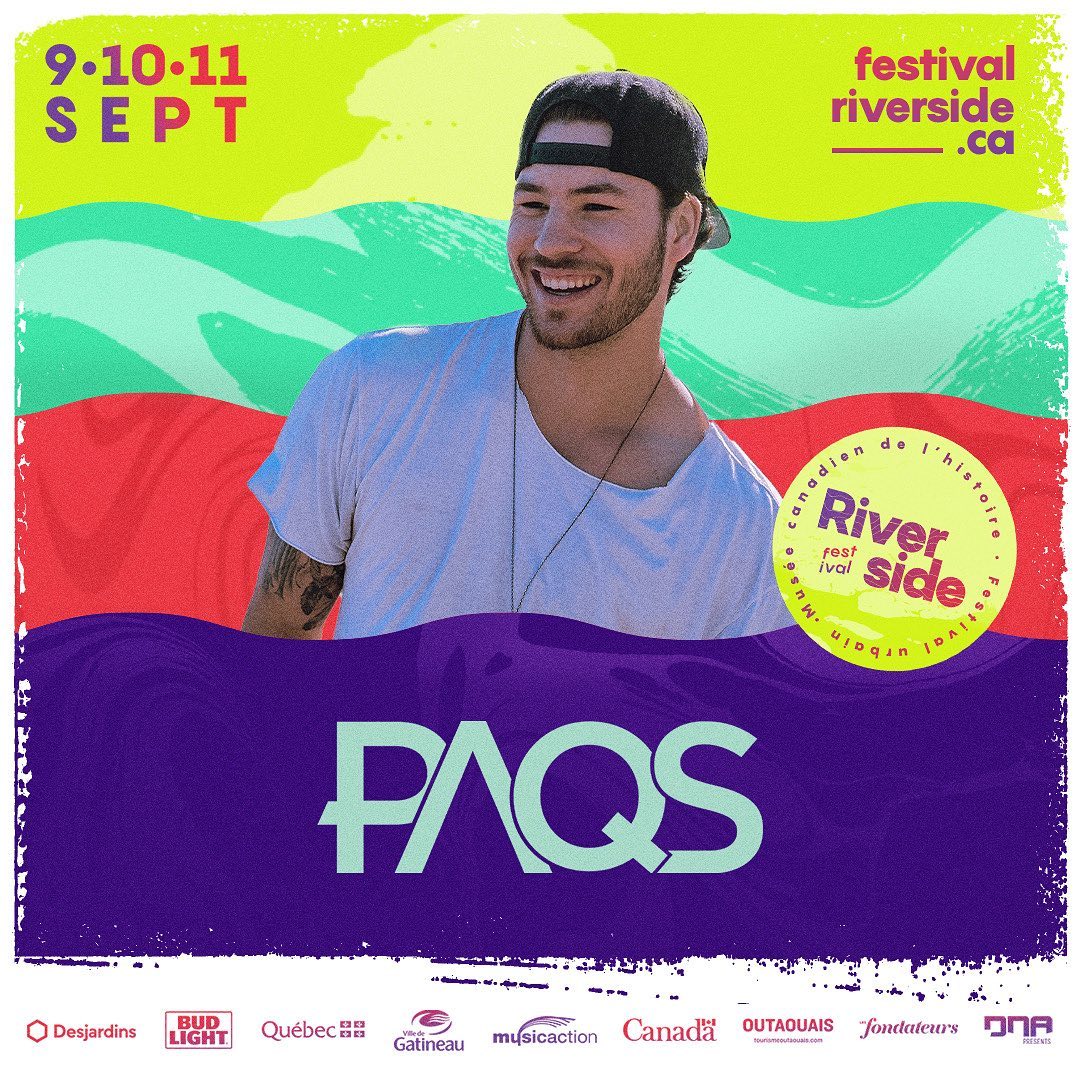 9•10•11
SEPT
festival
riverside
.ca
Musée canadien de l'histoire • Festival urbain •
River
fest
ival
side
PAQS
Desjardins
BUD
LIGHT
Québec
Ville de
Gatineau
musicaction
Canada
OUTAOUAIS
tourismeoutaouais.com
LES fondateurs
DNA
PRESENTS